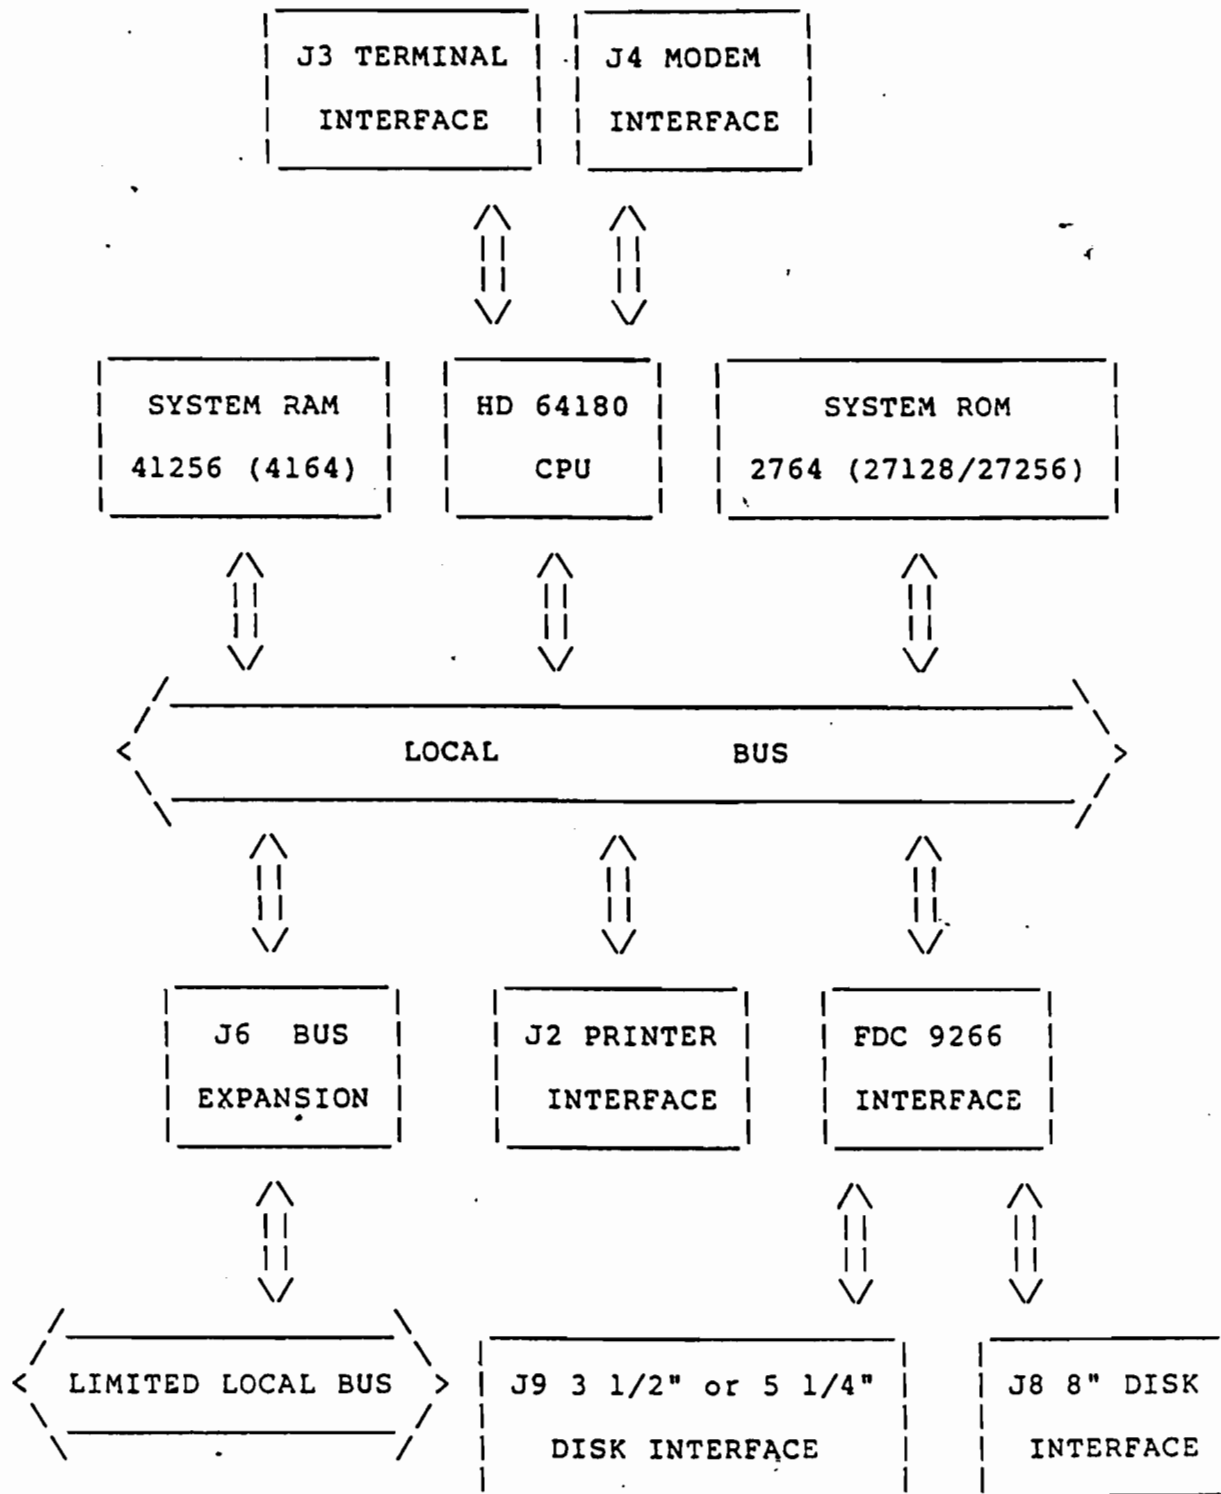 J3 TERMINAL
INTERFACE
J4 MODEM
INTERFACE
SYSTEM RAM
41256 (4164)
HD 64180
CPU
SYSTEM ROM
2764 (27128/27256)
LOCAL BUS
J6 BUS
EXPANSION
J2 PRINTER
INTERFACE
FDC 9266
INTERFACE
LIMITED LOCAL BUS
J9 3 1/2" or 5 1/4"
DISK INTERFACE
J8 8" DISK
INTERFACE